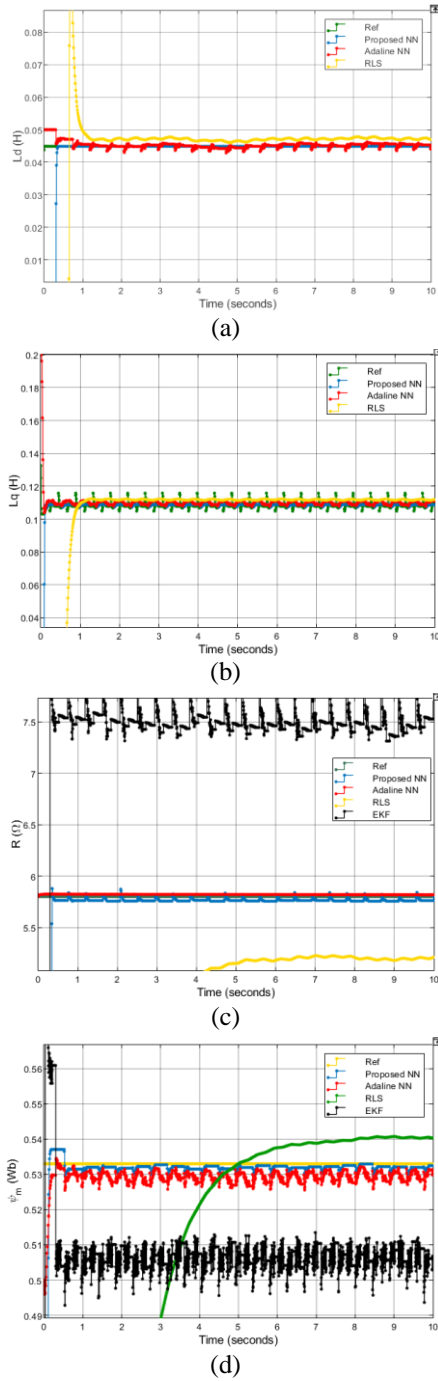 0.08
0.07
0.06
0.05
0.04
0.03
0.02
0.01
Ld (H)
Ref
Proposed NN
Adaline NN
RLS
0 1 2 3 4 5 6 7 8 9 10
Time (seconds)
(a)
0.2
0.18
0.16
0.14
0.12
0.1
0.08
0.06
0.04
Lq (H)
Ref
Proposed NN
Adaline NN
RLS
0 1 2 3 4 5 6 7 8 9 10
Time (seconds)
(b)
7.5
7
6.5
6
5.5
R (Ω)
Ref
Proposed NN
Adaline NN
RLS
EKF
0 1 2 3 4 5 6 7 8 9 10
Time (seconds)
(c)
0.56
0.55
0.54
0.53
0.52
0.51
0.5
0.49
ψm (Wb)
Ref
Proposed NN
Adaline NN
RLS
EKF
0 1 2 3 4 5 6 7 8 9 10
Time (seconds)
(d)